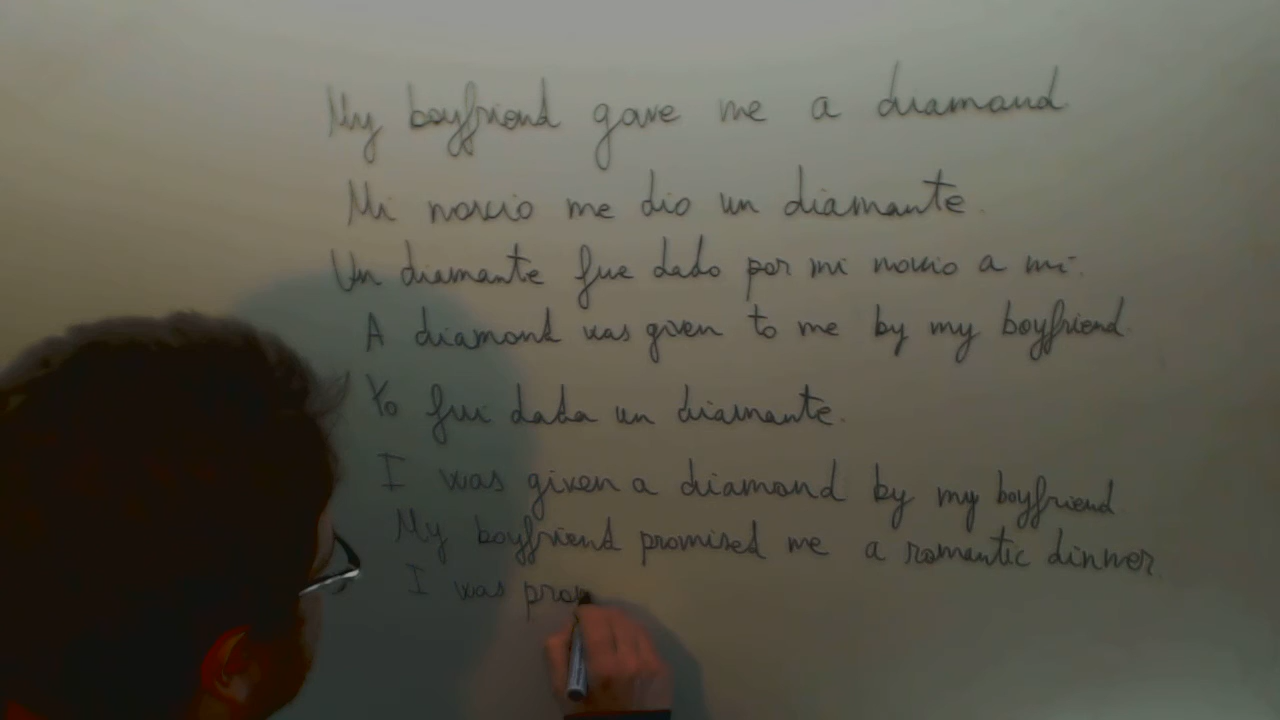 My boyfriend gave me a diamond
Mi novio me dio un diamante.
Un diamante fue dado por mi novio a mí.
A diamond was given to me by my boyfriend.
Yo fui dada un diamante.
I was given a diamond by my boyfriend
My boyfriend promised me a romantic dinner.
I was prom